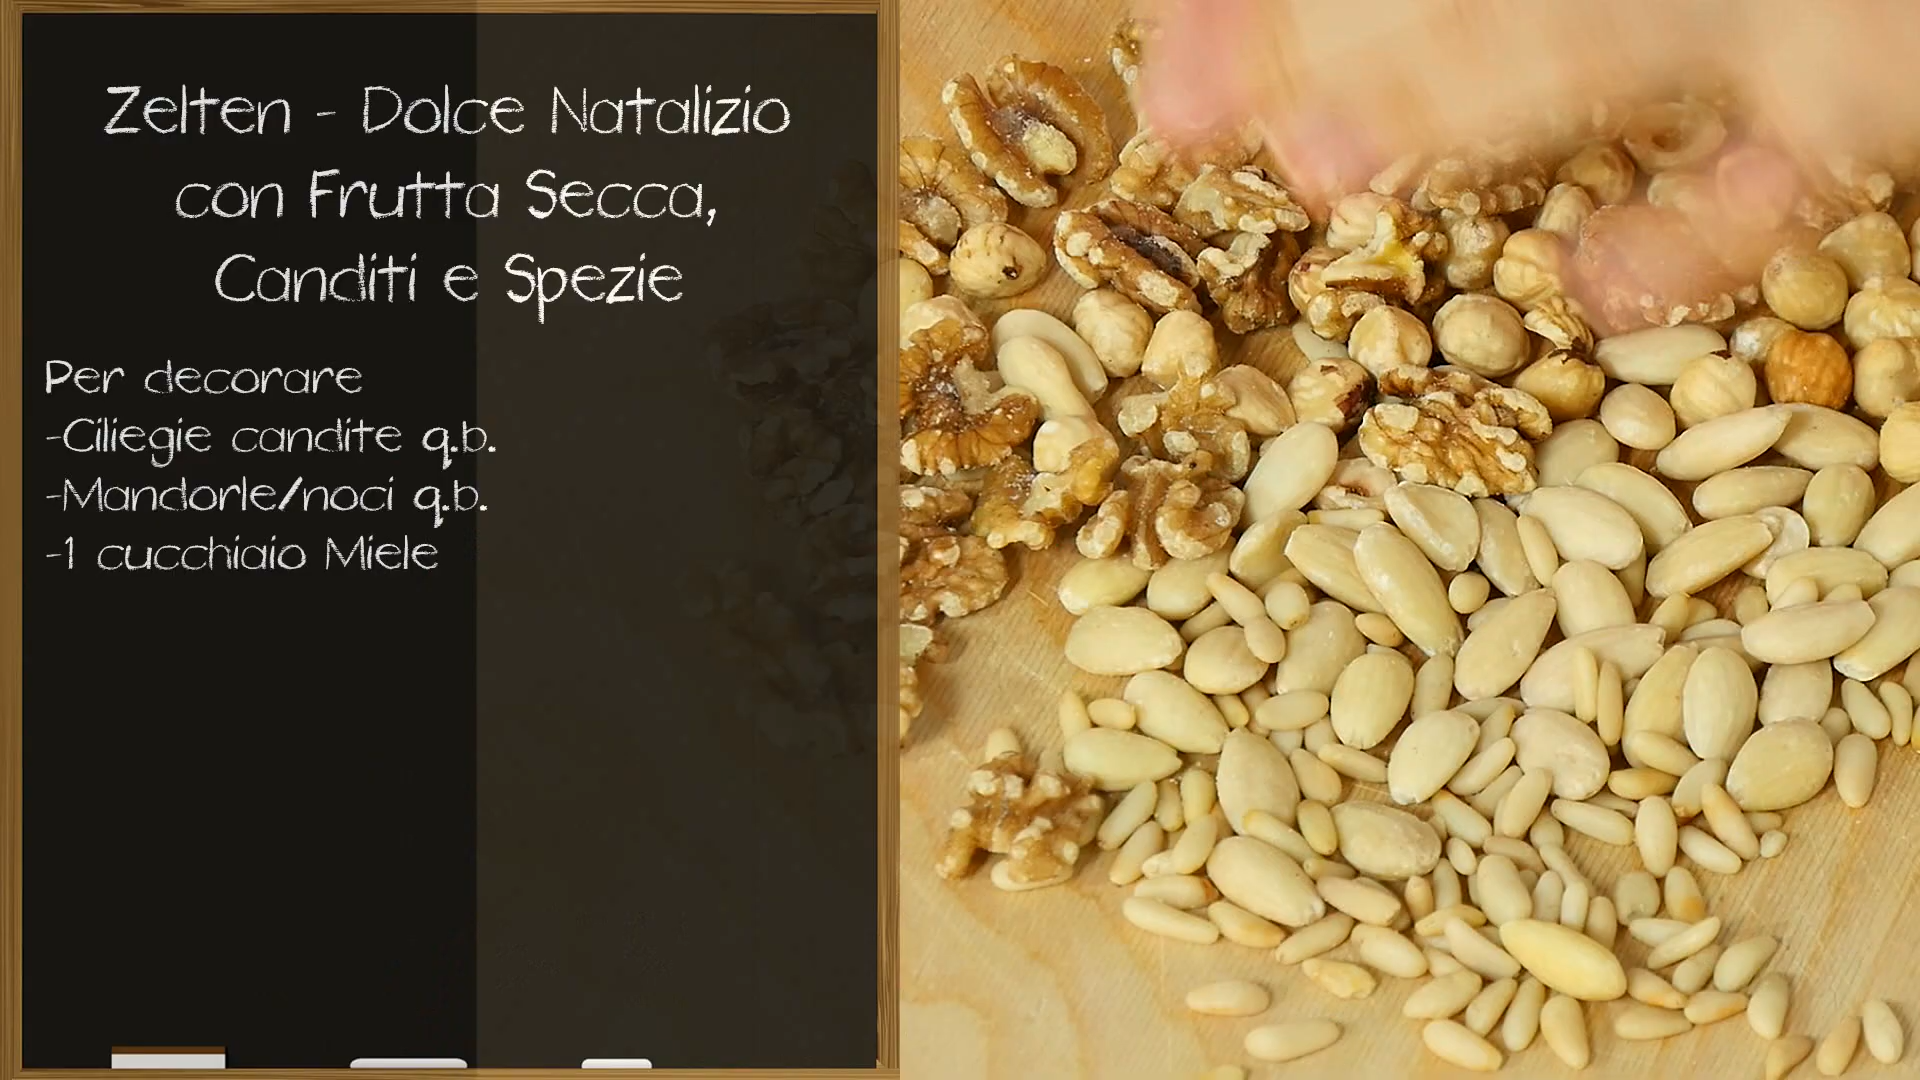 Zelten - Dolce Natalizio
con Frutta Secca,
Canditi e Spezie
Per decorare
-Ciliegie candite q.b.
-Mandorle/noci q.b.
-1 cucchiaio Miele